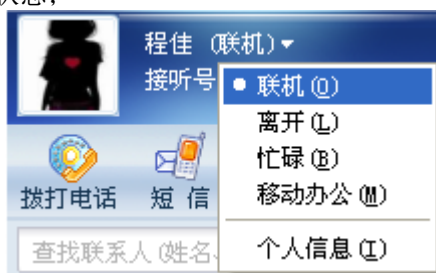 程佳 (联机)
接听号
联机(O)
离开(L)
忙碌(B)
移动办公(M)
个人信息(I)
拨打电话 短 信
查找联系人(姓名、